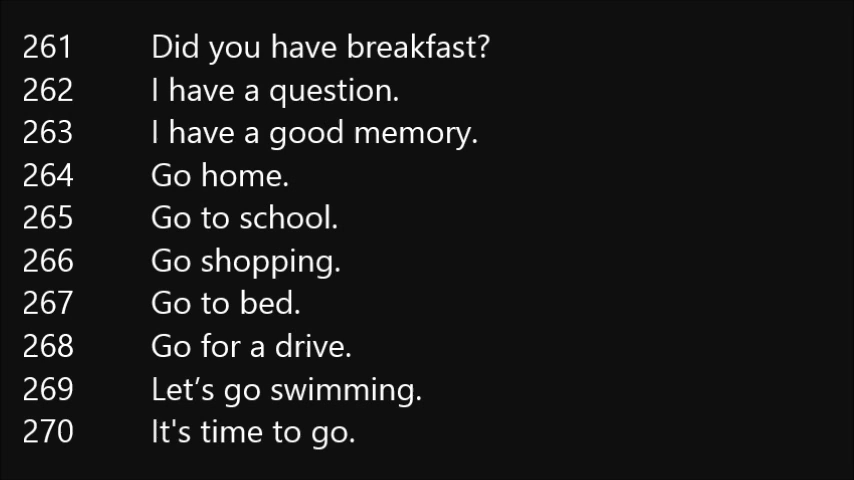 261 Did you have breakfast?
262 I have a question.
263 I have a good memory.
264 Go home.
265 Go to school.
266 Go shopping.
267 Go to bed.
268 Go for a drive.
269 Let’s go swimming.
270 It's time to go.